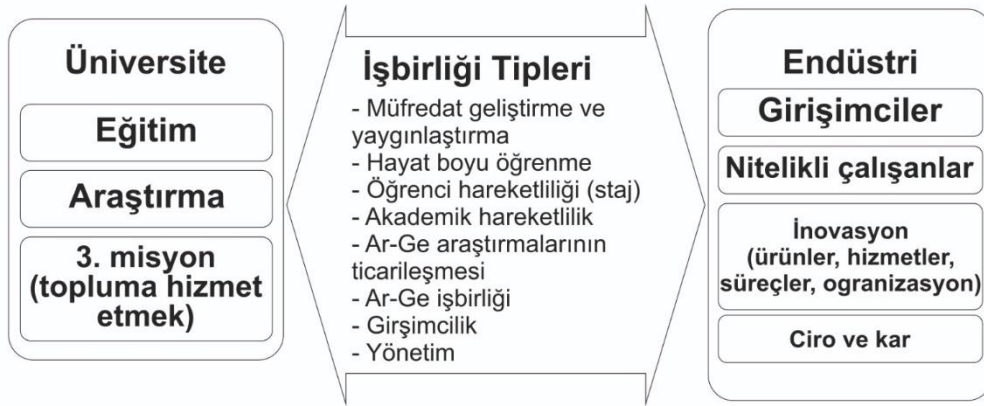 Üniversite
Eğitim
Araştırma
3. misyon
(topluma hizmet
etmek)
İşbirliği Tipleri
- Müfredat geliştirme ve
yaygınlaştırma
- Hayat boyu öğrenme
- Öğrenci hareketliliği (staj)
- Akademik hareketlilik
- Ar-Ge araştırmalarının
ticarileşmesi
- Ar-Ge işbirliği
- Girşimcilik
- Yönetim
Endüstri
Girişimciler
Nitelikli çalışanlar
İnovasyon
(ürünler, hizmetler,
süreçler, ogranizasyon)
Ciro ve kar